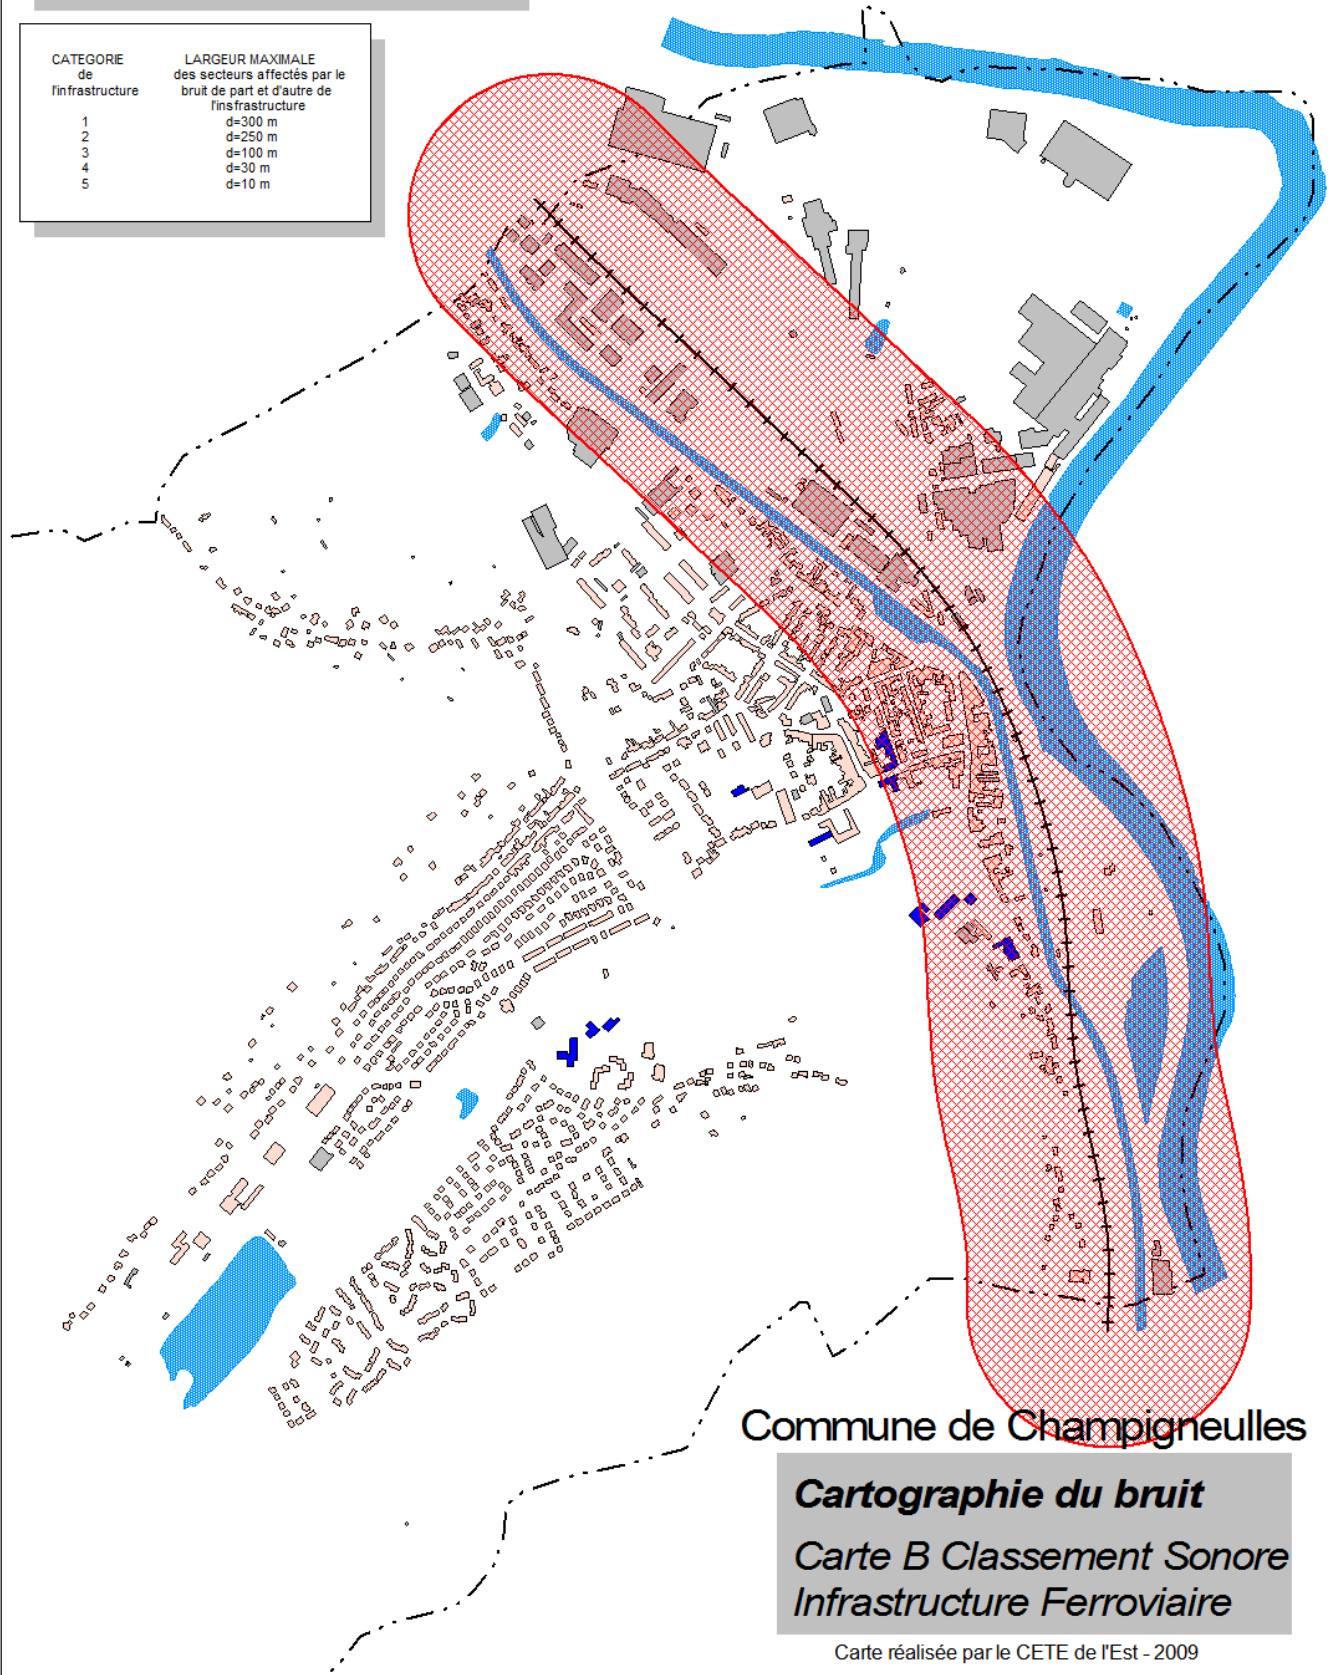 CATEGORIE
de
l'infrastructure
LARGEUR MAXIMALE
des secteurs affectés par le
bruit de part et d'autre de
l'insfrastructure
1 d=300 m
2 d=250 m
3 d=100 m
4 d=30 m
5 d=10 m
Commune de Champigneulles
Cartographie du bruit
Carte B Classement Sonore
Infrastructure Ferroviaire
Carte réalisée par le CETE de l'Est - 2009